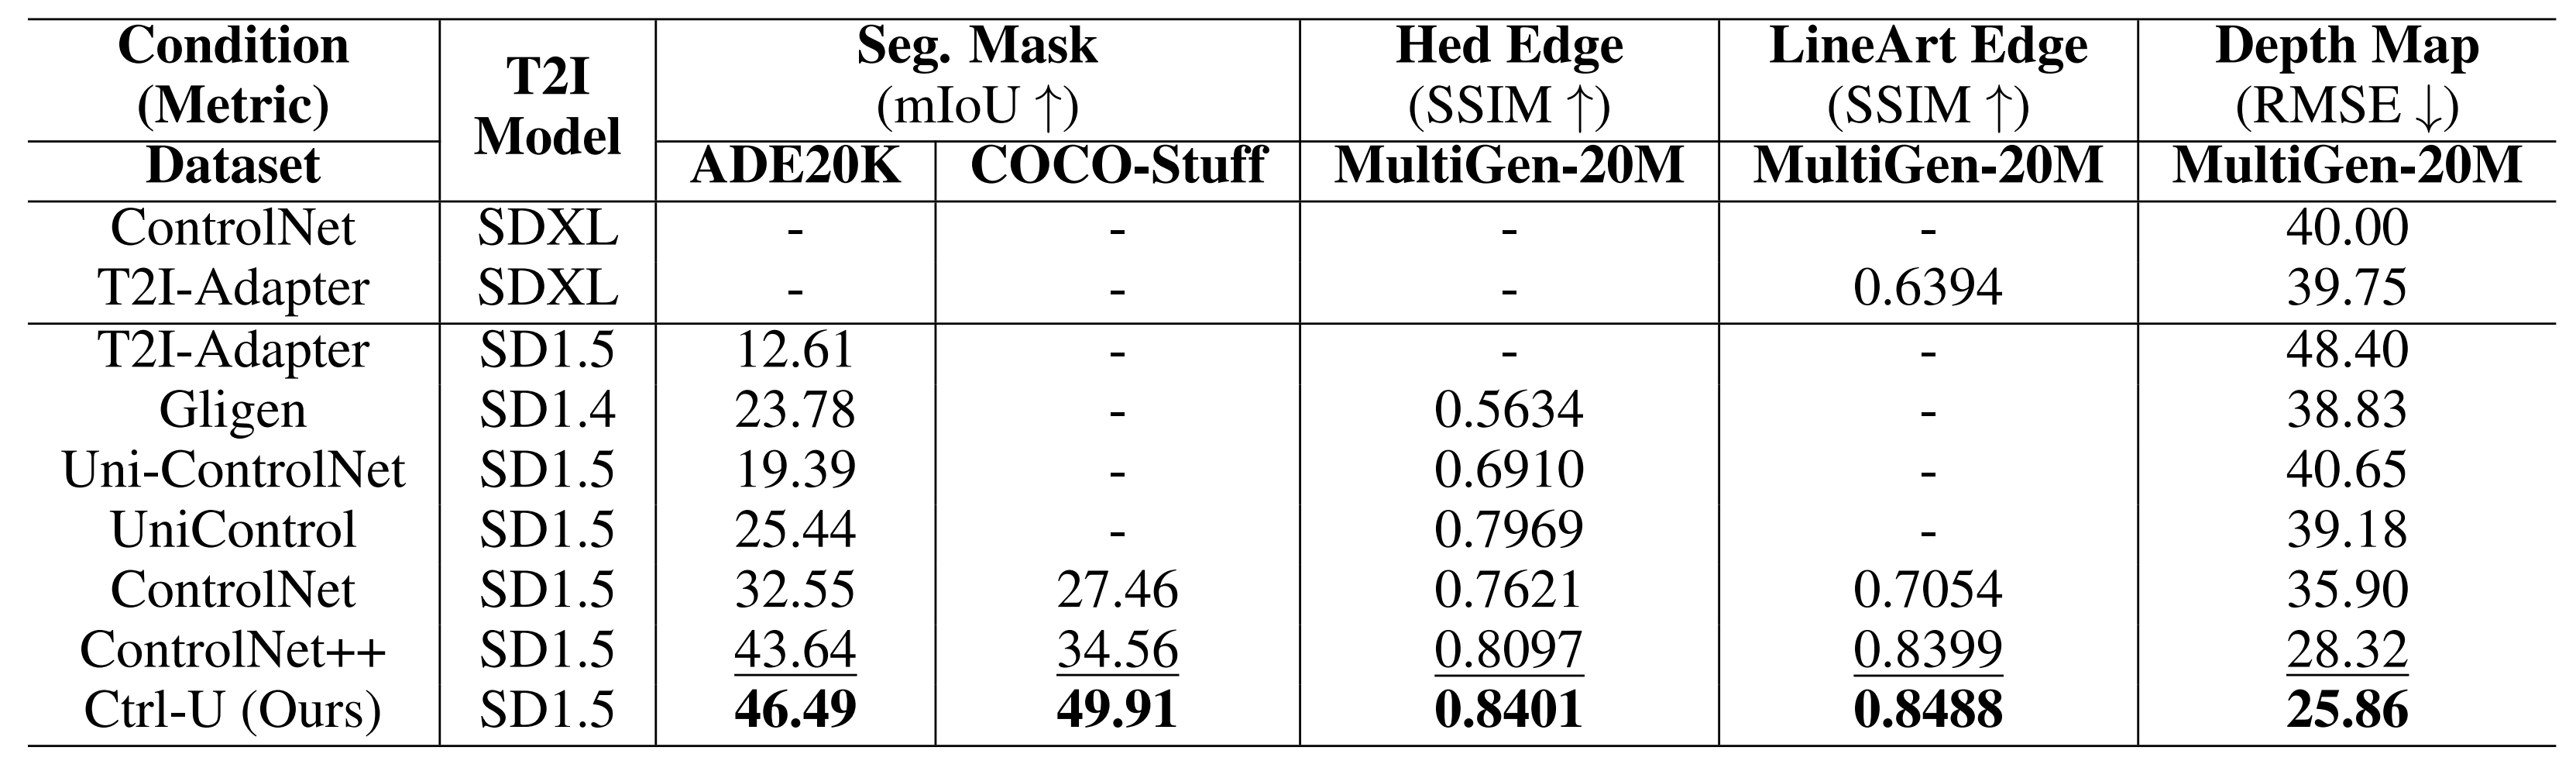 Condition (Metric) | T2I Model | Seg. Mask (mIoU ↑) | Hed Edge (SSIM ↑) | LineArt Edge (SSIM ↑) | Depth Map (RMSE ↓)
Dataset | ADE20K | COCO-Stuff | MultiGen-20M | MultiGen-20M | MultiGen-20M
ControlNet | SDXL | - | - | - | - | 40.00
T2I-Adapter | SDXL | - | - | - | 0.6394 | 39.75
T2I-Adapter | SD1.5 | 12.61 | - | - | - | 48.40
Gligen | SD1.4 | 23.78 | - | 0.5634 | - | 38.83
Uni-ControlNet | SD1.5 | 19.39 | - | 0.6910 | - | 40.65
UniControl | SD1.5 | 25.44 | - | 0.7969 | - | 39.18
ControlNet | SD1.5 | 32.55 | 27.46 | 0.7621 | 0.7054 | 35.90
ControlNet++ | SD1.5 | 43.64 | 34.56 | 0.8097 | 0.8399 | 28.32
Ctrl-U (Ours) | SD1.5 | 46.49 | 49.91 | 0.8401 | 0.8488 | 25.86